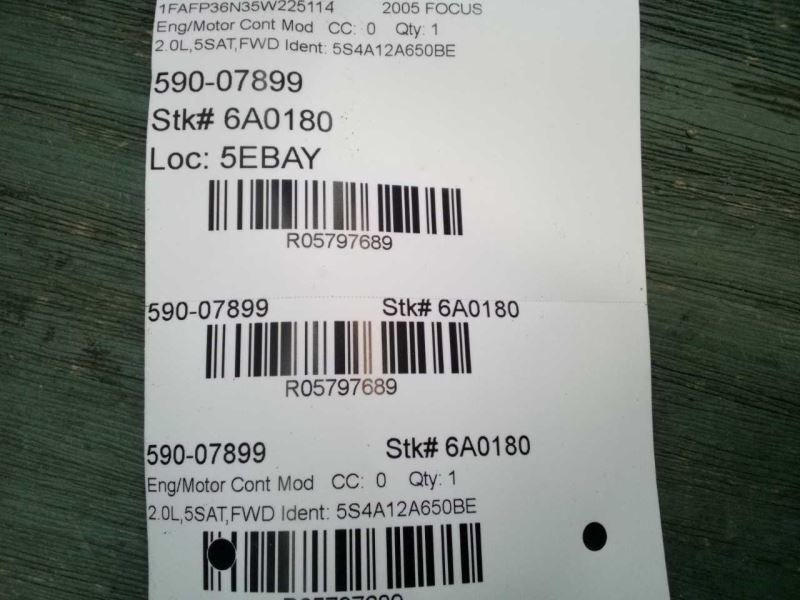 1FAFP36N35W225114 2005 FOCUS
Eng/Motor Cont Mod CC: 0 Qty: 1
2.0L,5SAT,FWD Ident: 5S4A12A650BE
590-07899
Stk# 6A0180
Loc: 5EBAY
R05797689
590-07899 Stk# 6A0180
R05797689
590-07899 Stk# 6A0180
Eng/Motor Cont Mod CC: 0 Qty: 1
2.0L,5SAT,FWD Ident: 5S4A12A650BE
R05797689